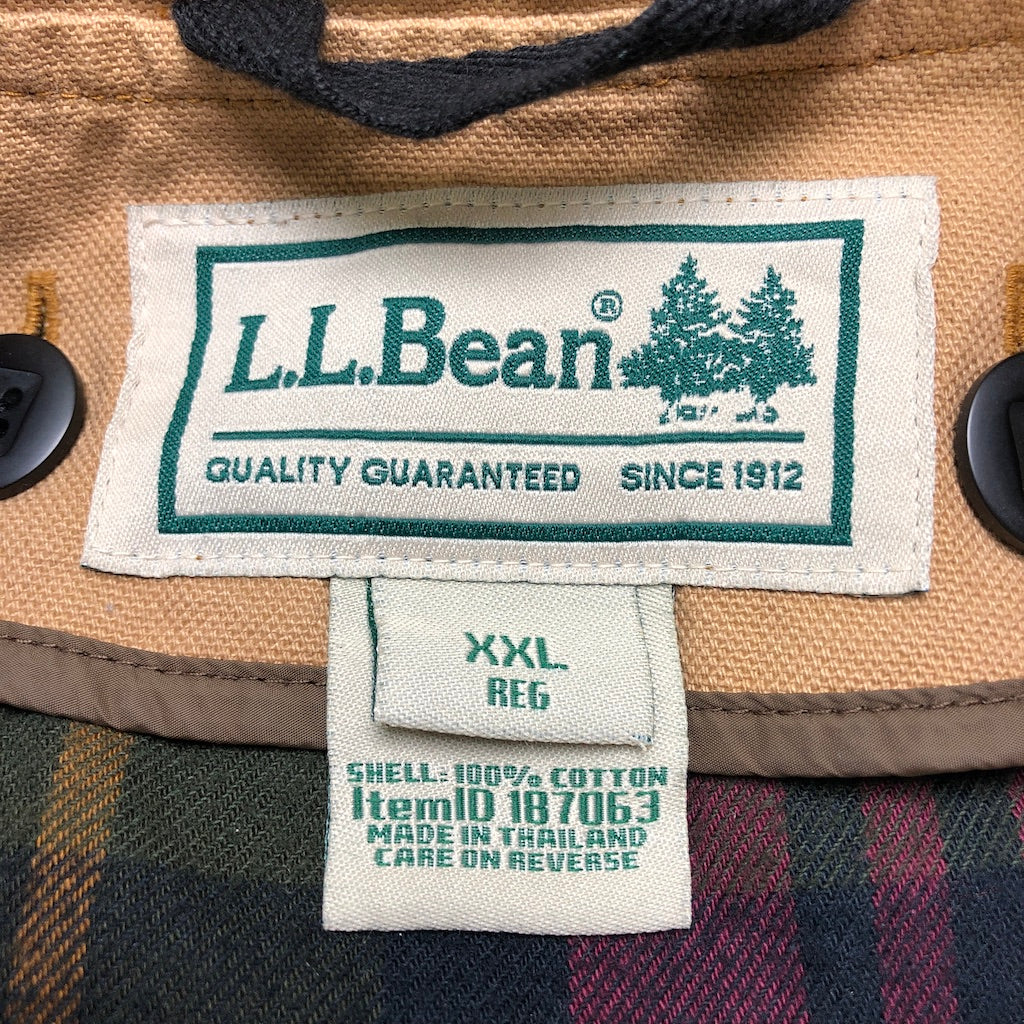 L.L.Bean®
QUALITY GUARANTEED SINCE 1912
XXL
REG
SHELL: 100% COTTON
ItemID 187063
MADE IN THAILAND
CARE ON REVERSE